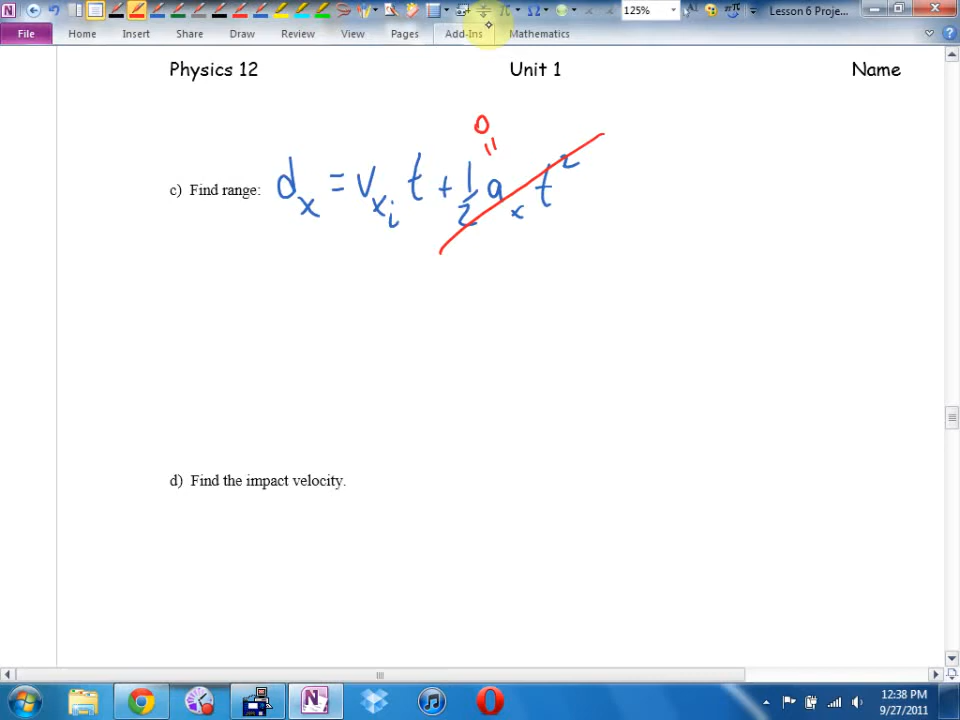 125%
Lesson 6 Proje...
File Home Insert Share Draw Review View Pages Add-Ins Mathematics
Physics 12 Unit 1 Name
0
"
c) Find range: dₓ = vₓᵢ t + ½ aₓ t²
d) Find the impact velocity.
12:38 PM
9/27/2011